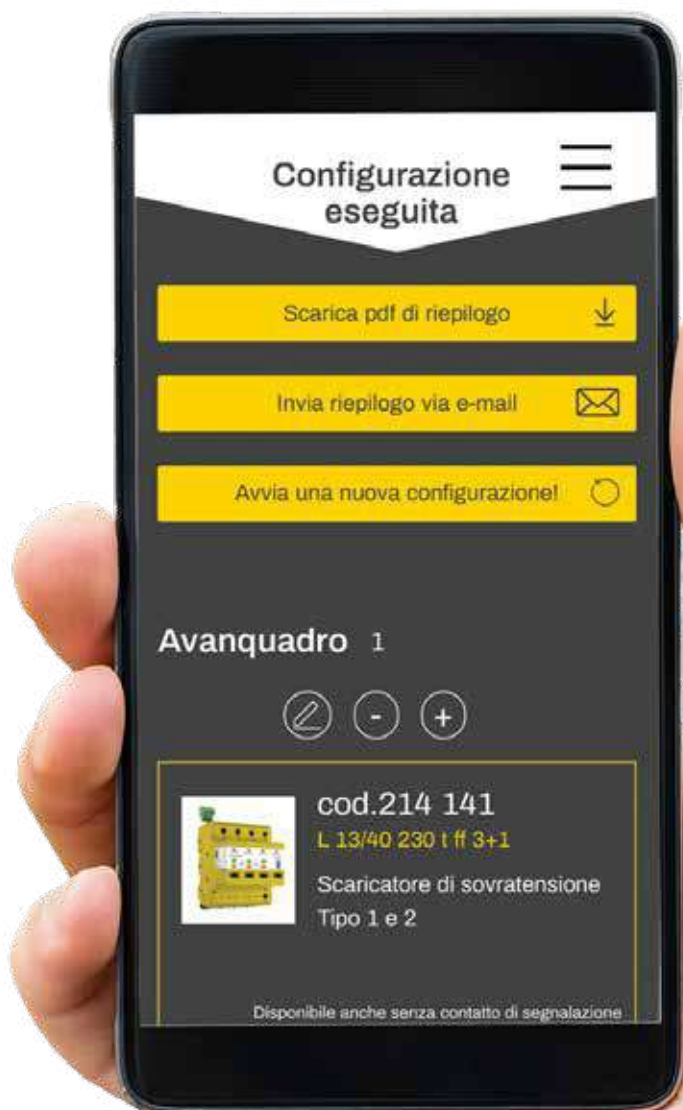 Configurazione
eseguita
Scarica pdf di riepilogo
Invia riepilogo via e-mail
Avvia una nuova configurazione!
Avanquadro 1
- +
cod.214 141
L 13/40 230 t ff 3+1
Scaricatore di sovratensione
Tipo 1 e 2
Disponibile anche senza contatto di segnalazione